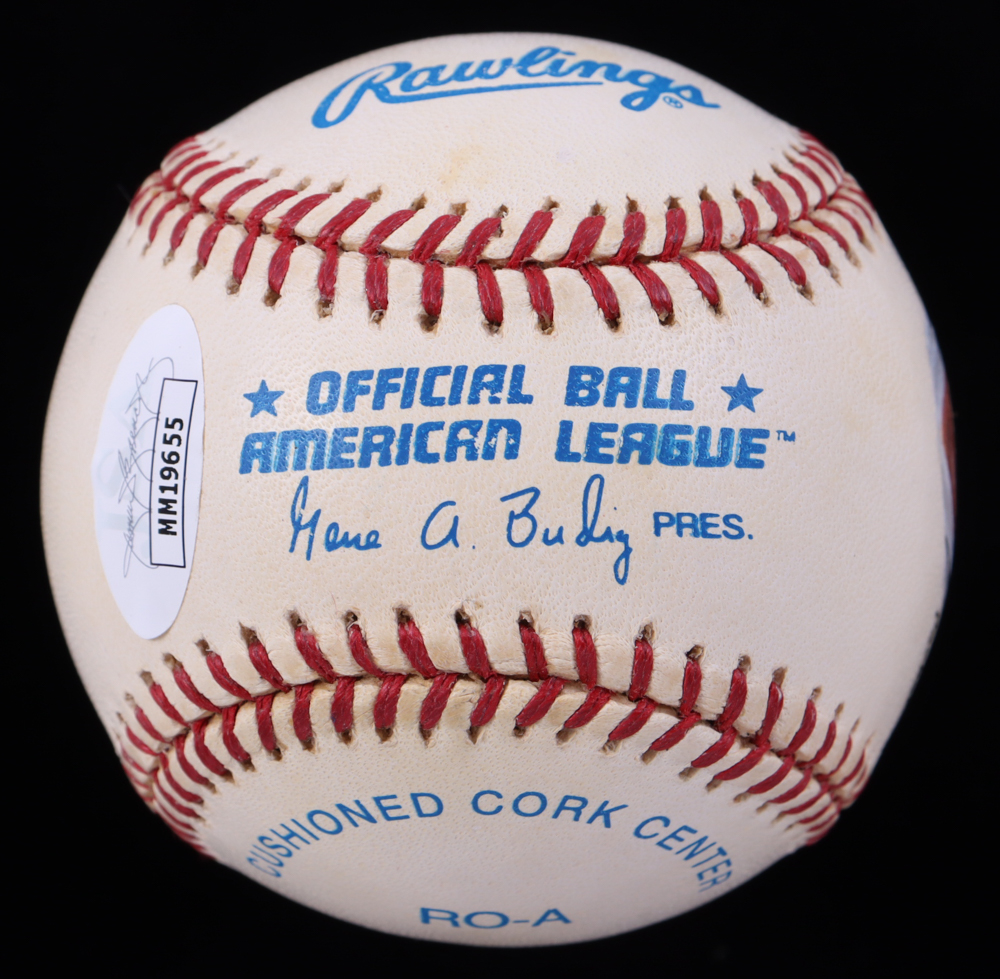 Rawlings®
★ OFFICIAL BALL ★
AMERICAN LEAGUE™
Gene A. Budig PRES.
MM19655
CUSHIONED CORK CENTER
RO-A